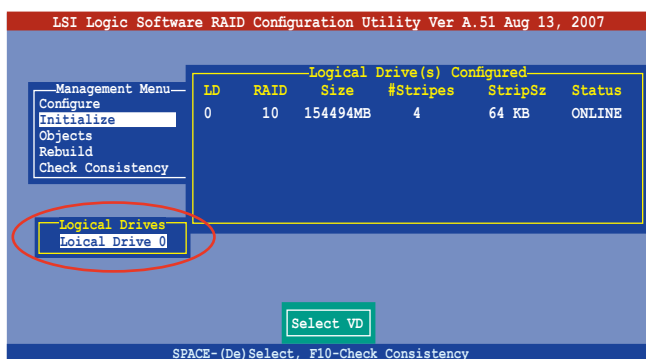 LSI Logic Software RAID Configuration Utility Ver A.51 Aug 13, 2007
Management Menu
Configure
Initialize
Objects
Rebuild
Check Consistency
Logical Drive(s) Configured
LD RAID Size #Stripes StripSz Status
0 10 154494MB 4 64 KB ONLINE
Logical Drives
Loical Drive 0
Select VD
SPACE-(De)Select, F10-Check Consistency